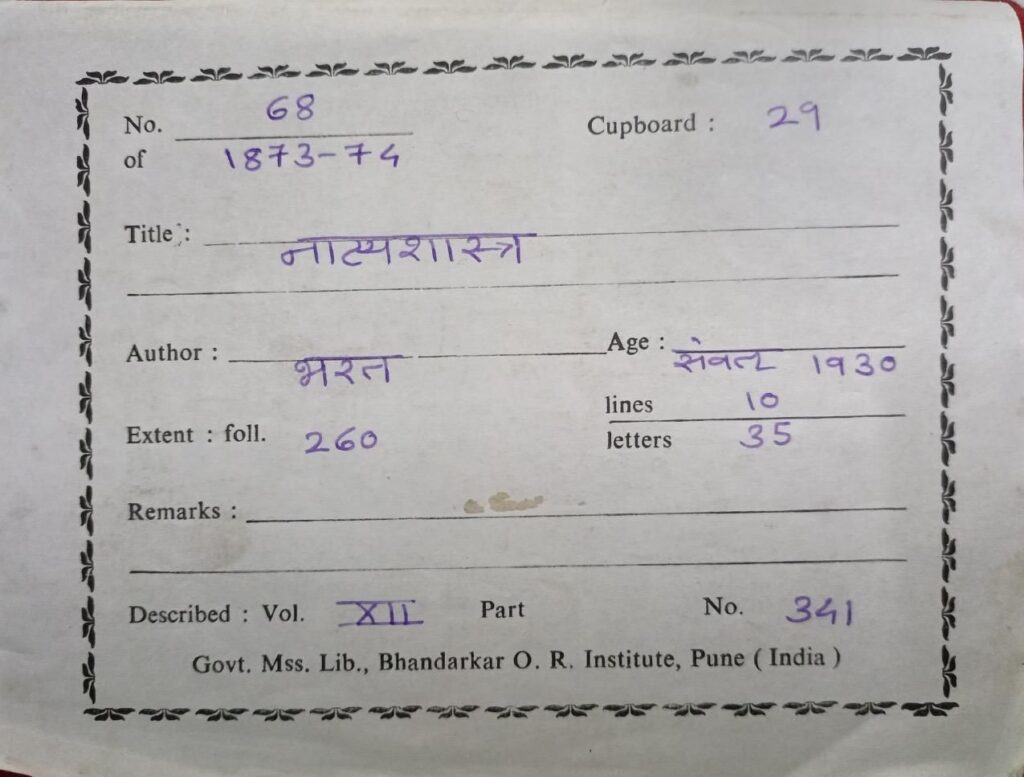 No. 68
of 1873-74
Cupboard : 29
Title : नाट्यशास्त्र
Author : भरत
Age : संवत् 1930
Extent : foll. 260
lines 10
letters 35
Remarks :
Described : Vol. XII Part No. 341
Govt. Mss. Lib., Bhandarkar O. R. Institute, Pune ( India )